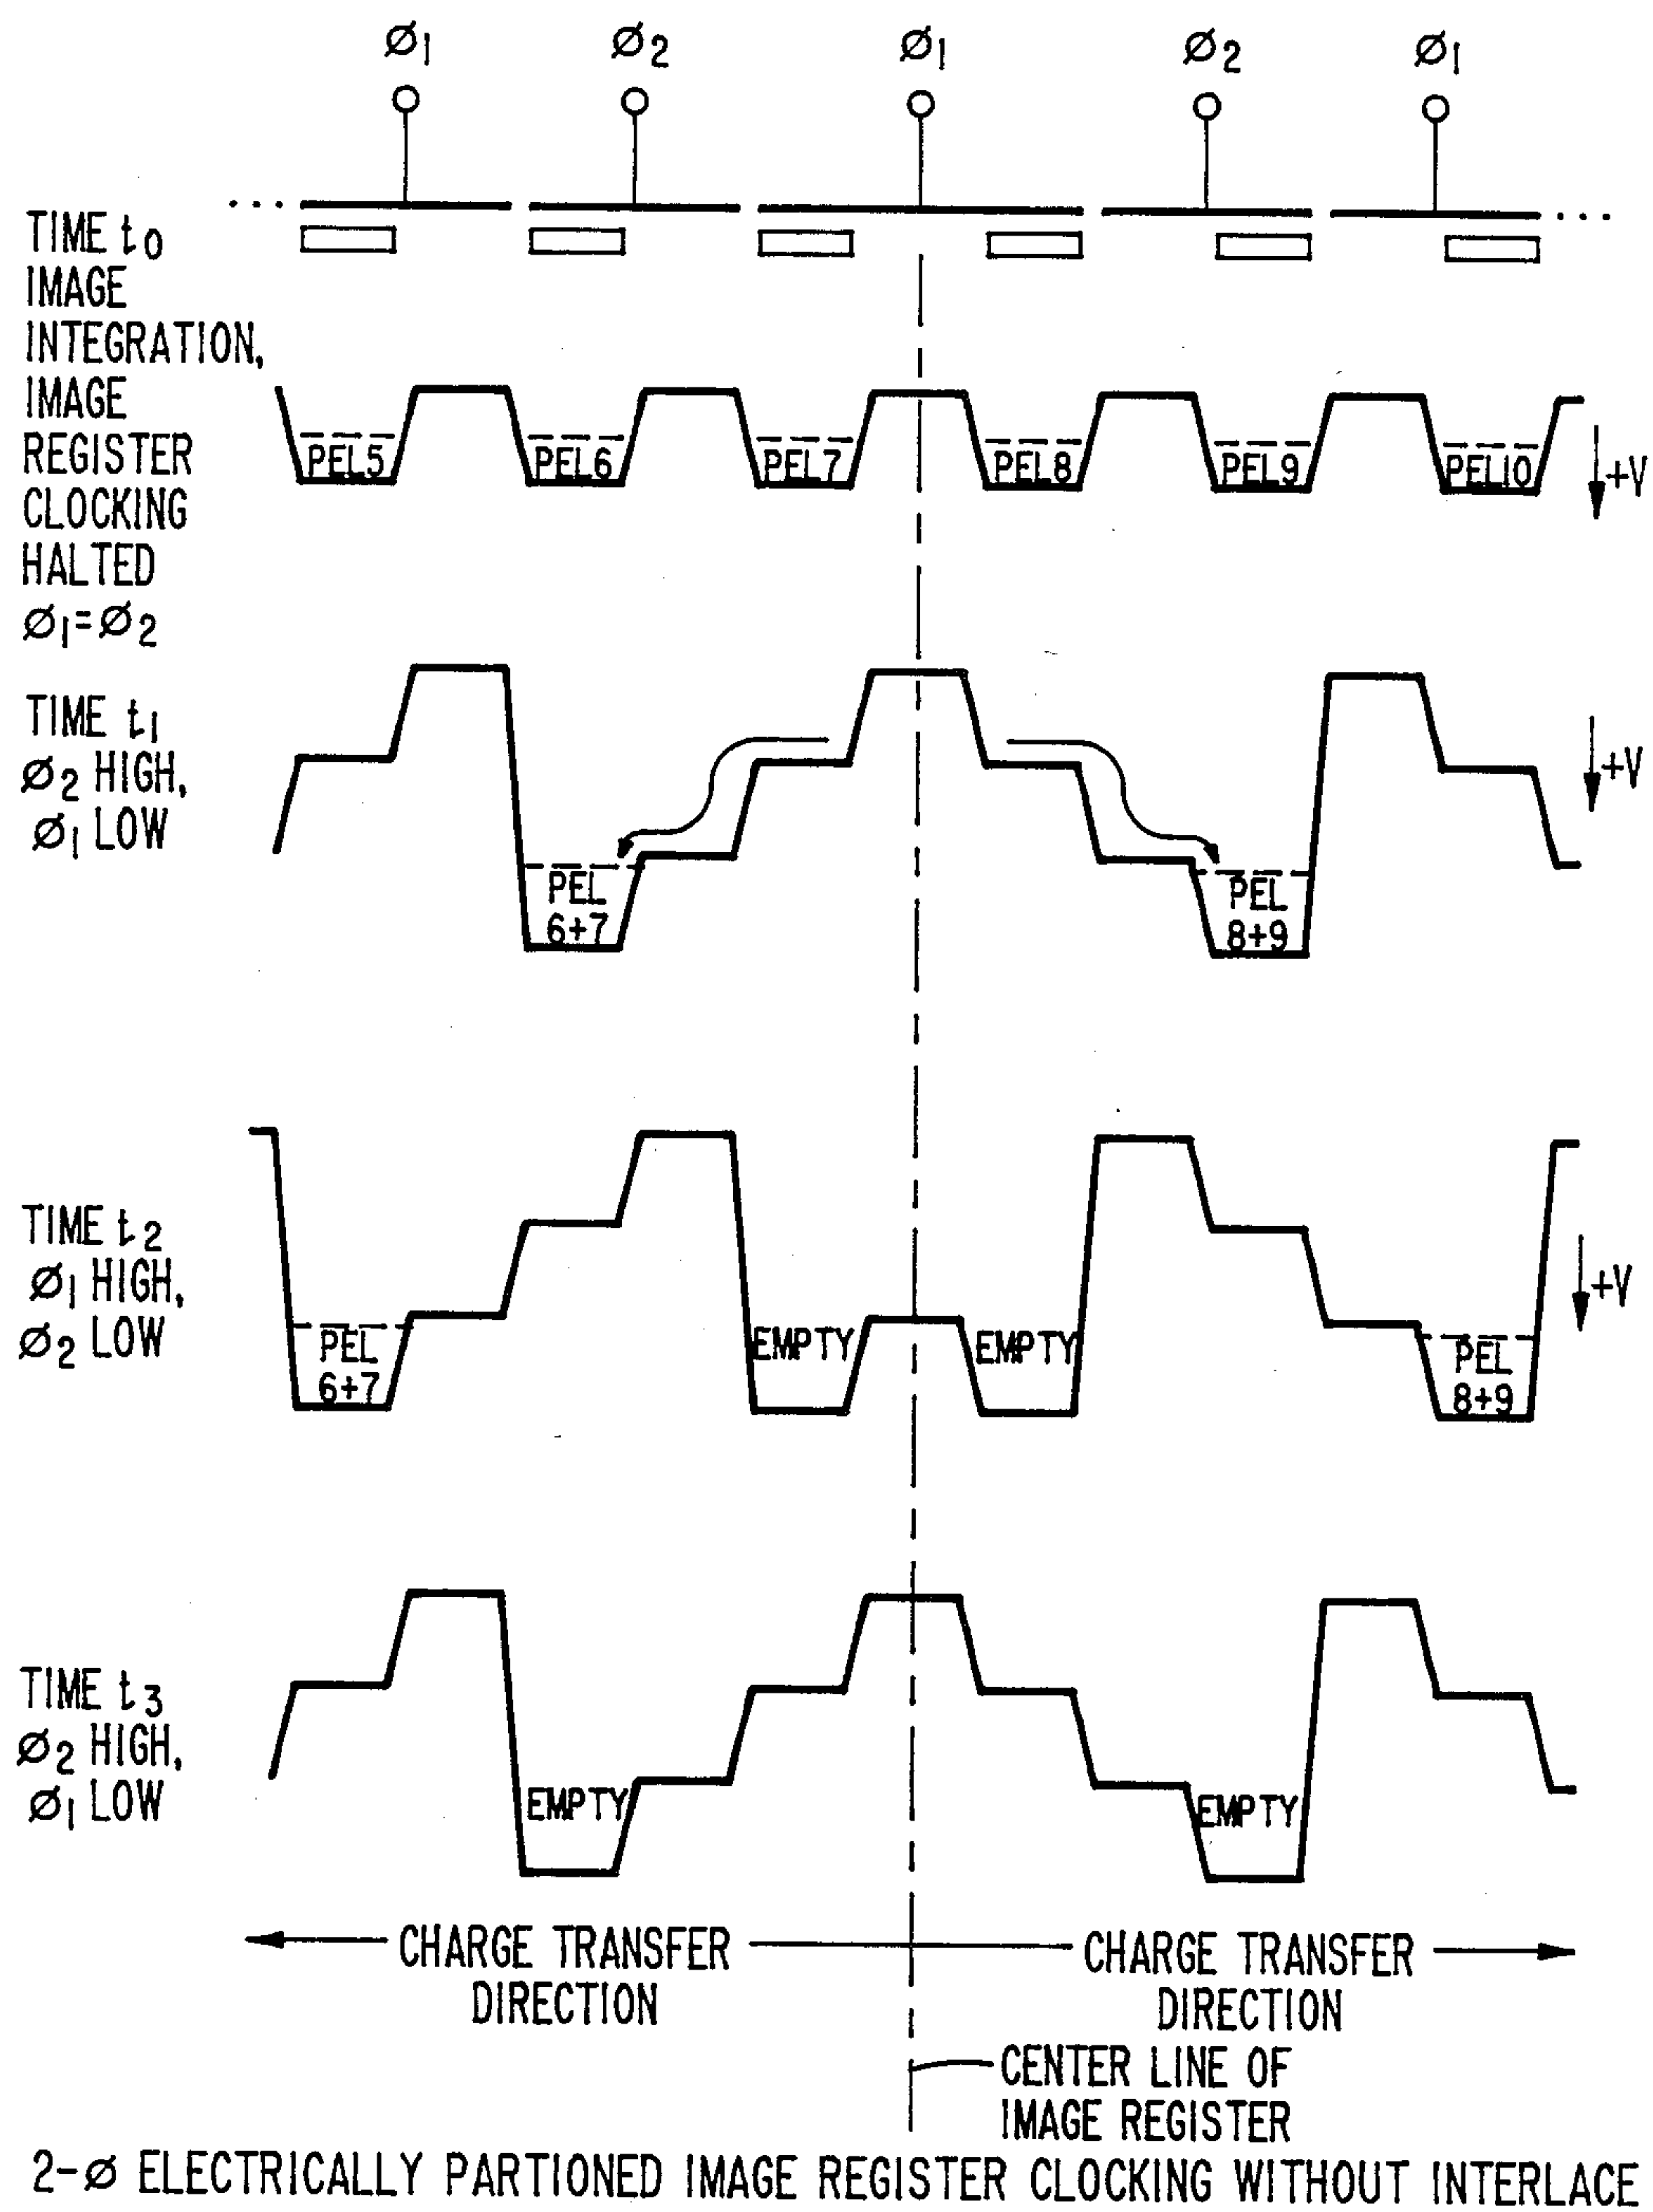 Ø1 Ø2 Ø1 Ø2 Ø1
... ...
TIME t0
IMAGE
INTEGRATION,
IMAGE
REGISTER
CLOCKING
HALTED
Ø1=Ø2
PEL5 PEL6 PEL7 PEL8 PEL9 PEL10
+V
TIME t1
Ø2 HIGH,
Ø1 LOW
+V
PEL
6+7
PEL
8+9
TIME t2
Ø1 HIGH,
Ø2 LOW
+V
PEL
6+7
EMPTY EMPTY
PEL
8+9
TIME t3
Ø2 HIGH,
Ø1 LOW
EMPTY EMPTY
CHARGE TRANSFER
DIRECTION
CHARGE TRANSFER
DIRECTION
CENTER LINE OF
IMAGE REGISTER
2-Ø ELECTRICALLY PARTIONED IMAGE REGISTER CLOCKING WITHOUT INTERLACE